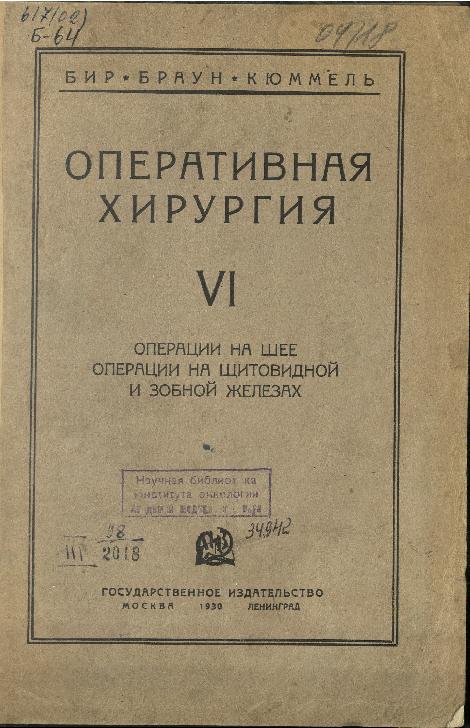 617(02)
Б-64
БИР * БРАУН * КЮММЕЛЬ
ОПЕРАТИВНАЯ
ХИРУРГИЯ
VI
ОПЕРАЦИИ НА ШЕЕ
ОПЕРАЦИИ НА ЩИТОВИДНОЙ
И ЗОБНОЙ ЖЕЛЕЗАХ
Научная библиотека
Института онкологии
34942
2018
ГОСУДАРСТВЕННОЕ ИЗДАТЕЛЬСТВО
МОСКВА 1930 ЛЕНИНГРАД